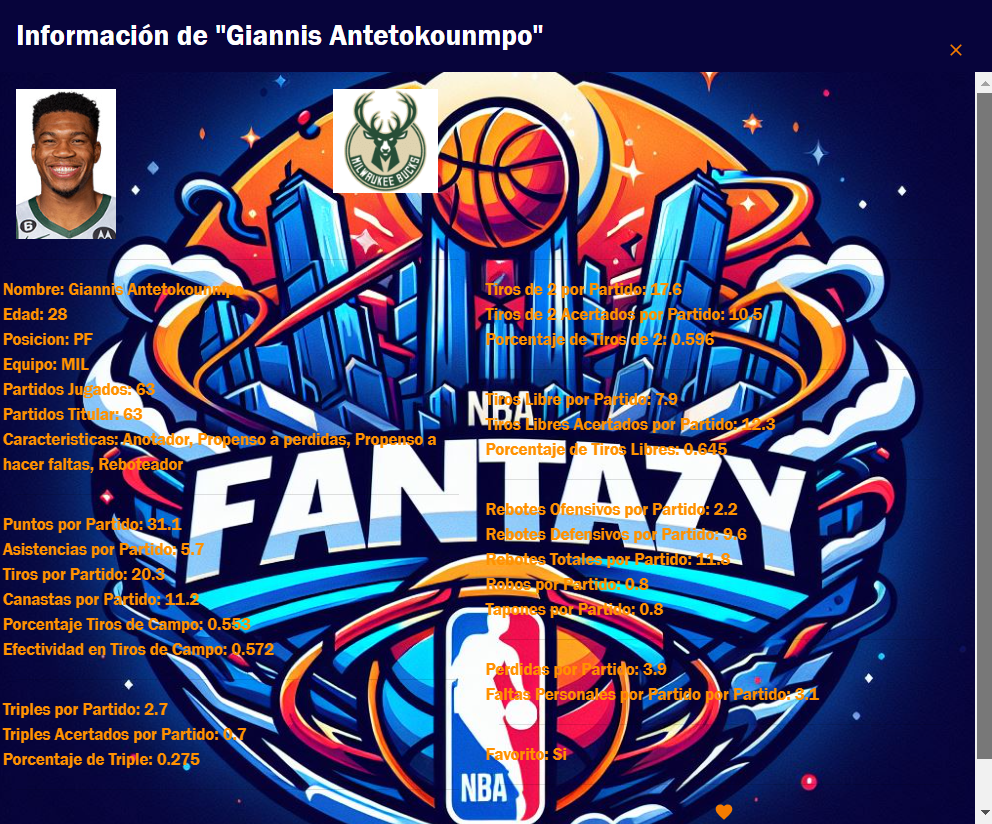 Información de "Giannis Antetokounmpo"
×
MILWAUKEE BUCKS
6
Nombre: Giannis Antetokounmpo
Edad: 28
Posicion: PF
Equipo: MIL
Partidos Jugados: 63
Partidos Titular: 63
Caracteristicas: Anotador, Propenso a perdidas, Propenso a
hacer faltas, Reboteador
Puntos por Partido: 31.1
Asistencias por Partido: 5.7
Tiros por Partido: 20.3
Canastas por Partido: 11.2
Porcentaje Tiros de Campo: 0.553
Efectividad en Tiros de Campo: 0.572
Triples por Partido: 2.7
Triples Acertados por Partido: 0.7
Porcentaje de Triple: 0.275
Tiros de 2 por Partido: 17.6
Tiros de 2 Acertados por Partido: 10.5
Porcentaje de Tiros de 2: 0.596
Tiros Libre por Partido: 7.9
Tiros Libres Acertados por Partido: 12.3
Porcentaje de Tiros Libres: 0.645
Rebotes Ofensivos por Partido: 2.2
Rebotes Defensivos por Partido: 9.6
Rebotes Totales por Partido: 11.8
Robos por Partido: 0.8
Tapones por Partido: 0.8
Perdidas por Partido: 3.9
Faltas Personales por Partido por Partido: 3.1
Favorito: Si
NBA
FANTAZY
NBA